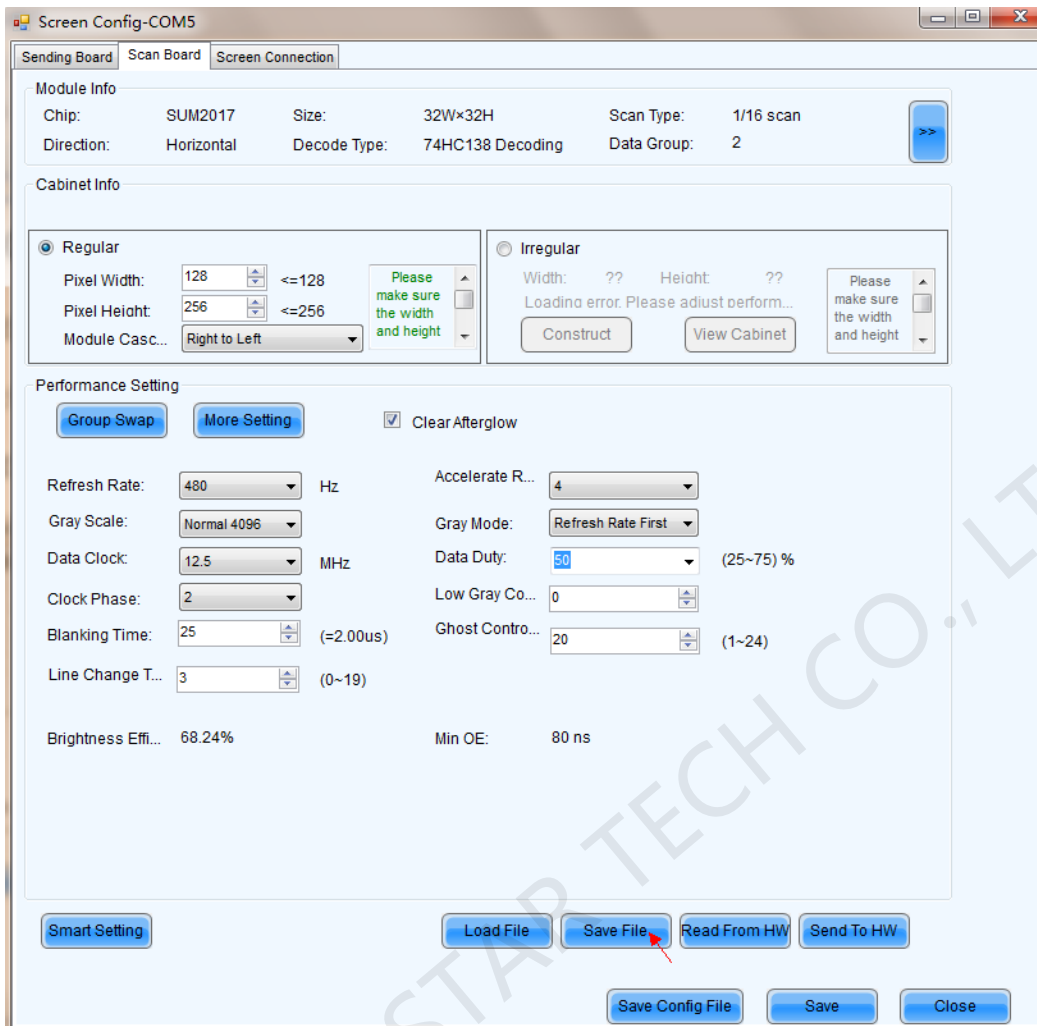 Screen Config-COM5
Sending Board Scan Board Screen Connection
Module Info
Chip: SUM2017 Size: 32W×32H Scan Type: 1/16 scan
Direction: Horizontal Decode Type: 74HC138 Decoding Data Group: 2
>>
Cabinet Info
Regular
Pixel Width: 128 <=128
Pixel Height: 256 <=256
Module Casc... Right to Left
Please
make sure
the width
and height
Irregular
Width: ?? Height: ??
Loading error. Please adjust perform...
Construct View Cabinet
Please
make sure
the width
and height
Performance Setting
Group Swap More Setting Clear Afterglow
Refresh Rate: 480 Hz Accelerate R... 4
Gray Scale: Normal 4096 Gray Mode: Refresh Rate First
Data Clock: 12.5 MHz Data Duty: 50 (25~75) %
Clock Phase: 2 Low Gray Co... 0
Blanking Time: 25 (=2.00us) Ghost Contro... 20 (1~24)
Line Change T... 3 (0~19)
Brightness Effi... 68.24% Min OE: 80 ns
Smart Setting Load File Save File Read From HW Send To HW
Save Config File Save Close
STAR TECH CO., LT